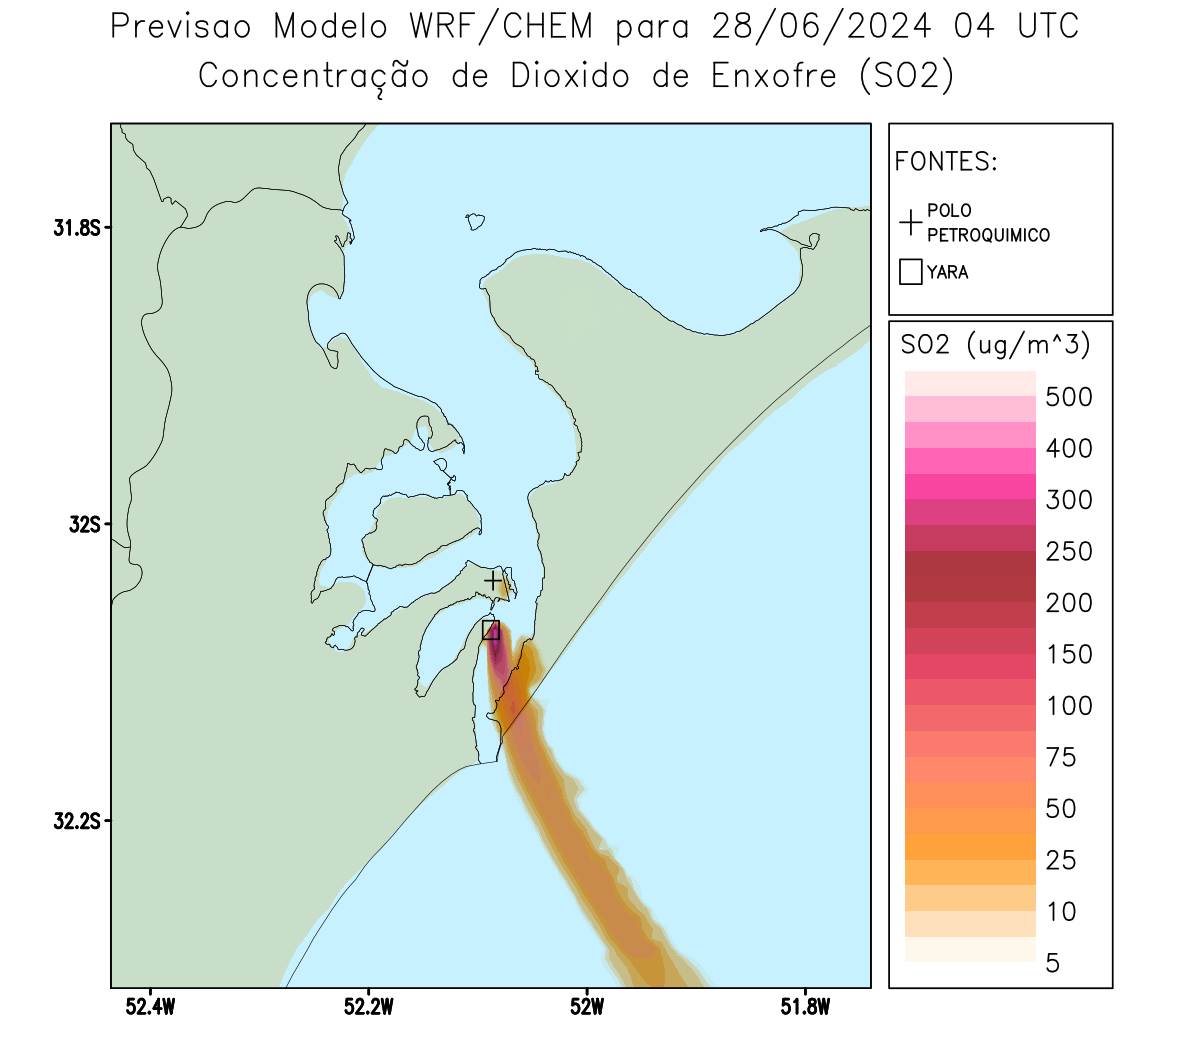 Previsao Modelo WRF/CHEM para 28/06/2024 04 UTC
Concentração de Dioxido de Enxofre (SO2)
FONTES:
POLO
PETROQUIMICO
YARA
SO2 (ug/m^3)
500
400
300
250
200
150
100
75
50
25
10
5
31.8S
32S
32.2S
52.4W
52.2W
52W
51.8W